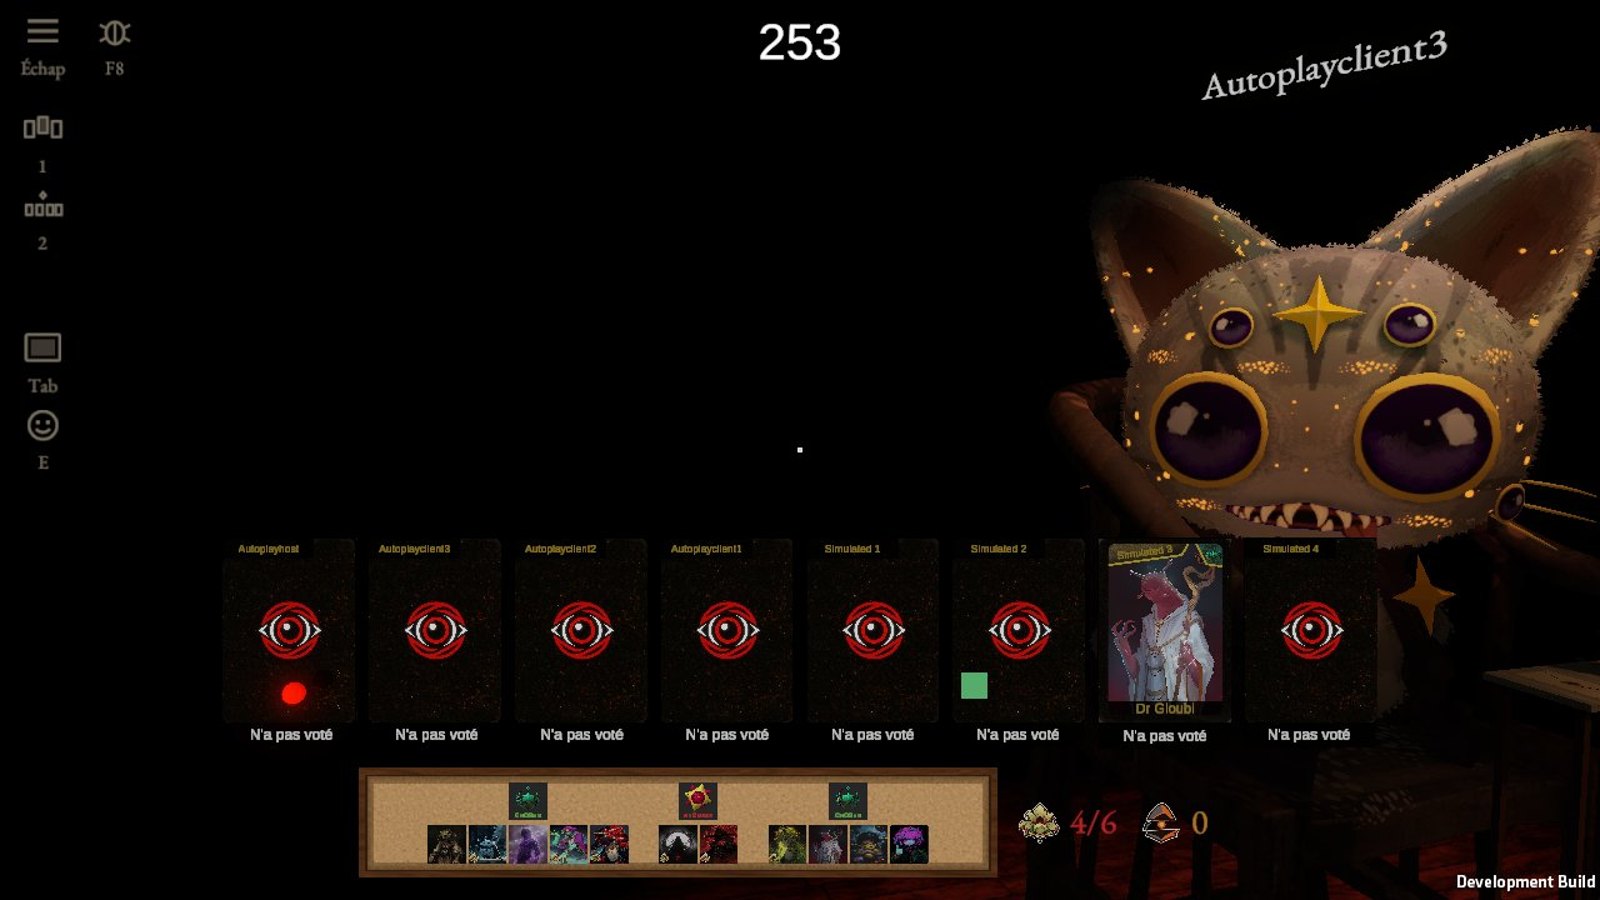 253
Échap
F8
Autoplayclient3
1
2
Tab
E
Autoplayhost
Autoplayclient3
Autoplayclient2
Autoplayclient1
Simulated 1
Simulated 2
Simulated 3
Simulated 4
Dr Gloubi
N'a pas voté
N'a pas voté
N'a pas voté
N'a pas voté
N'a pas voté
N'a pas voté
N'a pas voté
N'a pas voté
4/6
0
Development Build